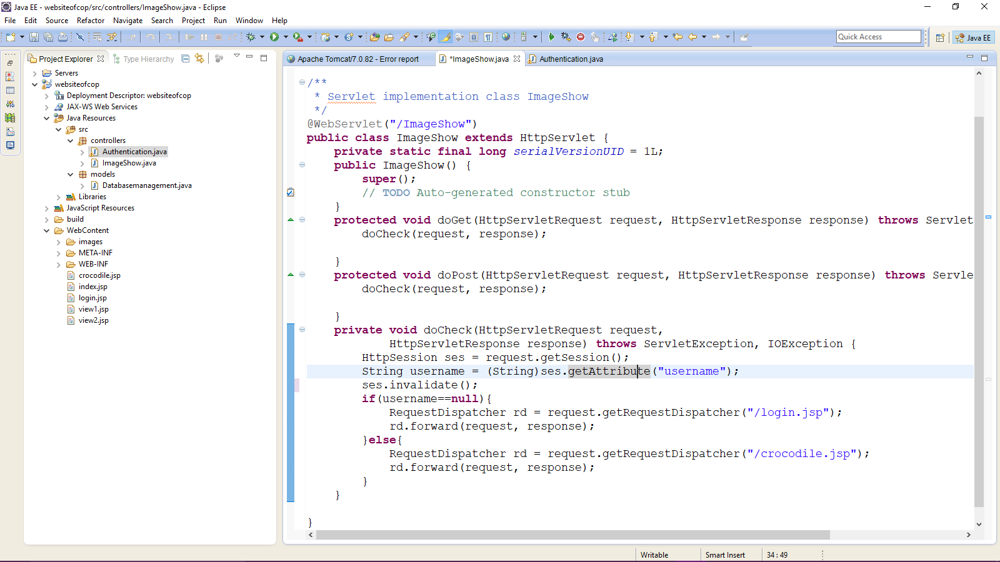 Java EE - websiteofcop/src/controllers/ImageShow.java - Eclipse
File Edit Source Refactor Navigate Search Project Run Window Help
Quick Access
Java EE
Project Explorer
Type Hierarchy
Servers
websiteofcop
Deployment Descriptor: websiteofcop
JAX-WS Web Services
Java Resources
src
controllers
Authentication.java
ImageShow.java
models
Databasemanagement.java
Libraries
JavaScript Resources
build
WebContent
images
META-INF
WEB-INF
crocodile.jsp
index.jsp
login.jsp
view1.jsp
view2.jsp
Apache Tomcat/7.0.82 - Error report
*ImageShow.java
Authentication.java
/**
 * Servlet implementation class ImageShow
 */
@WebServlet("/ImageShow")
public class ImageShow extends HttpServlet {
    private static final long serialVersionUID = 1L;
    public ImageShow() {
        super();
        // TODO Auto-generated constructor stub
    }
    protected void doGet(HttpServletRequest request, HttpServletResponse response) throws Servlet
        doCheck(request, response);
    }
    protected void doPost(HttpServletRequest request, HttpServletResponse response) throws Servle
        doCheck(request, response);
    }
    private void doCheck(HttpServletRequest request,
            HttpServletResponse response) throws ServletException, IOException {
        HttpSession ses = request.getSession();
        String username = (String)ses.getAttribute("username");
        ses.invalidate();
        if(username==null){
            RequestDispatcher rd = request.getRequestDispatcher("/login.jsp");
            rd.forward(request, response);
        }else{
            RequestDispatcher rd = request.getRequestDispatcher("/crocodile.jsp");
            rd.forward(request, response);
        }
    }
}
Writable
Smart Insert
34 : 49